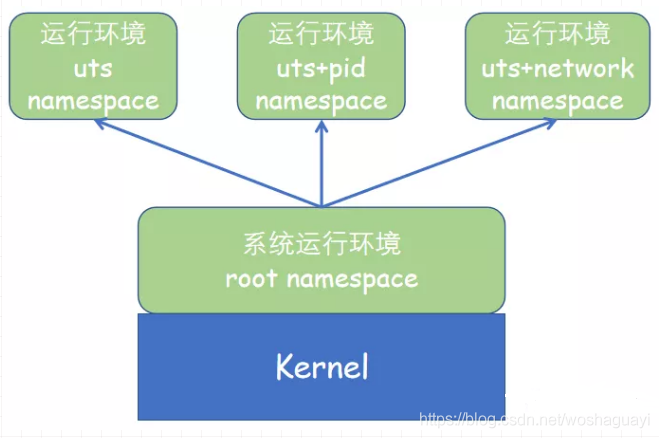 运行环境
uts
namespace
运行环境
uts+pid
namespace
运行环境
uts+network
namespace
系统运行环境
root namespace
Kernel
https://blog.csdn.net/woshaguayi